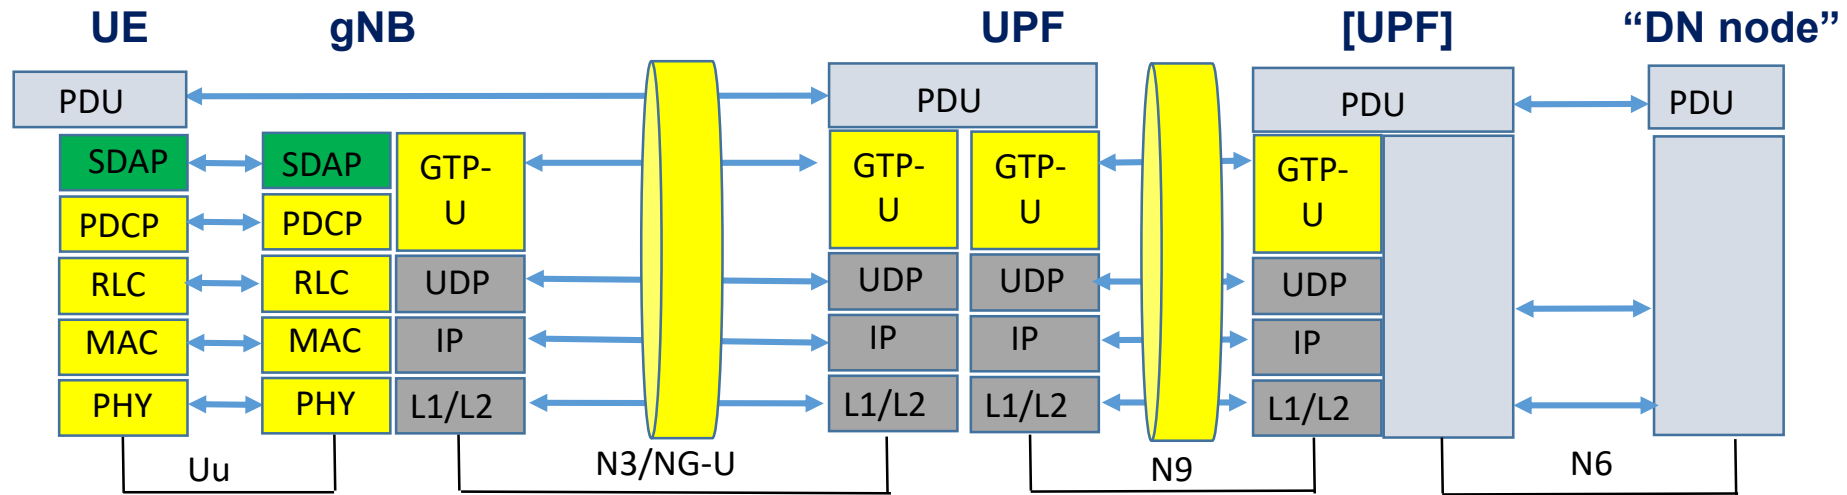 UE gNB UPF [UPF] “DN node”
PDU PDU PDU PDU
SDAP SDAP GTP-
U GTP-
U GTP-
U GTP-
U
PDCP PDCP
RLC RLC UDP UDP UDP UDP
MAC MAC IP IP IP IP
PHY PHY L1/L2 L1/L2 L1/L2 L1/L2
Uu N3/NG-U N9 N6